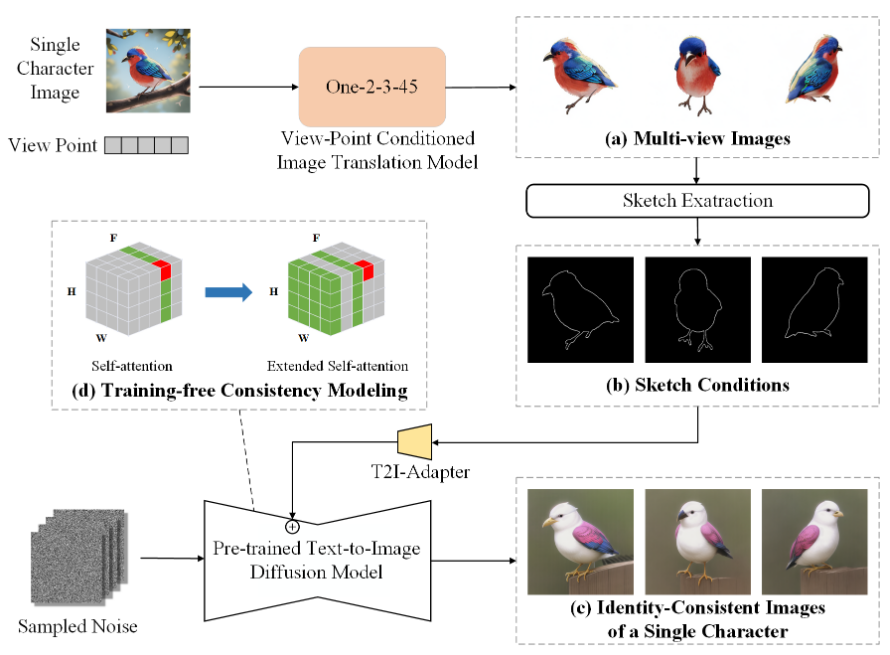 Single
Character
Image
View Point
One-2-3-45
View-Point Conditioned
Image Translation Model
(a) Multi-view Images
Sketch Exatraction
F
H
W
Self-attention
F
H
W
Extended Self-attention
(d) Training-free Consistency Modeling
(b) Sketch Conditions
T2I-Adapter
Sampled Noise
Pre-trained Text-to-Image
Diffusion Model
(c) Identity-Consistent Images
of a Single Character